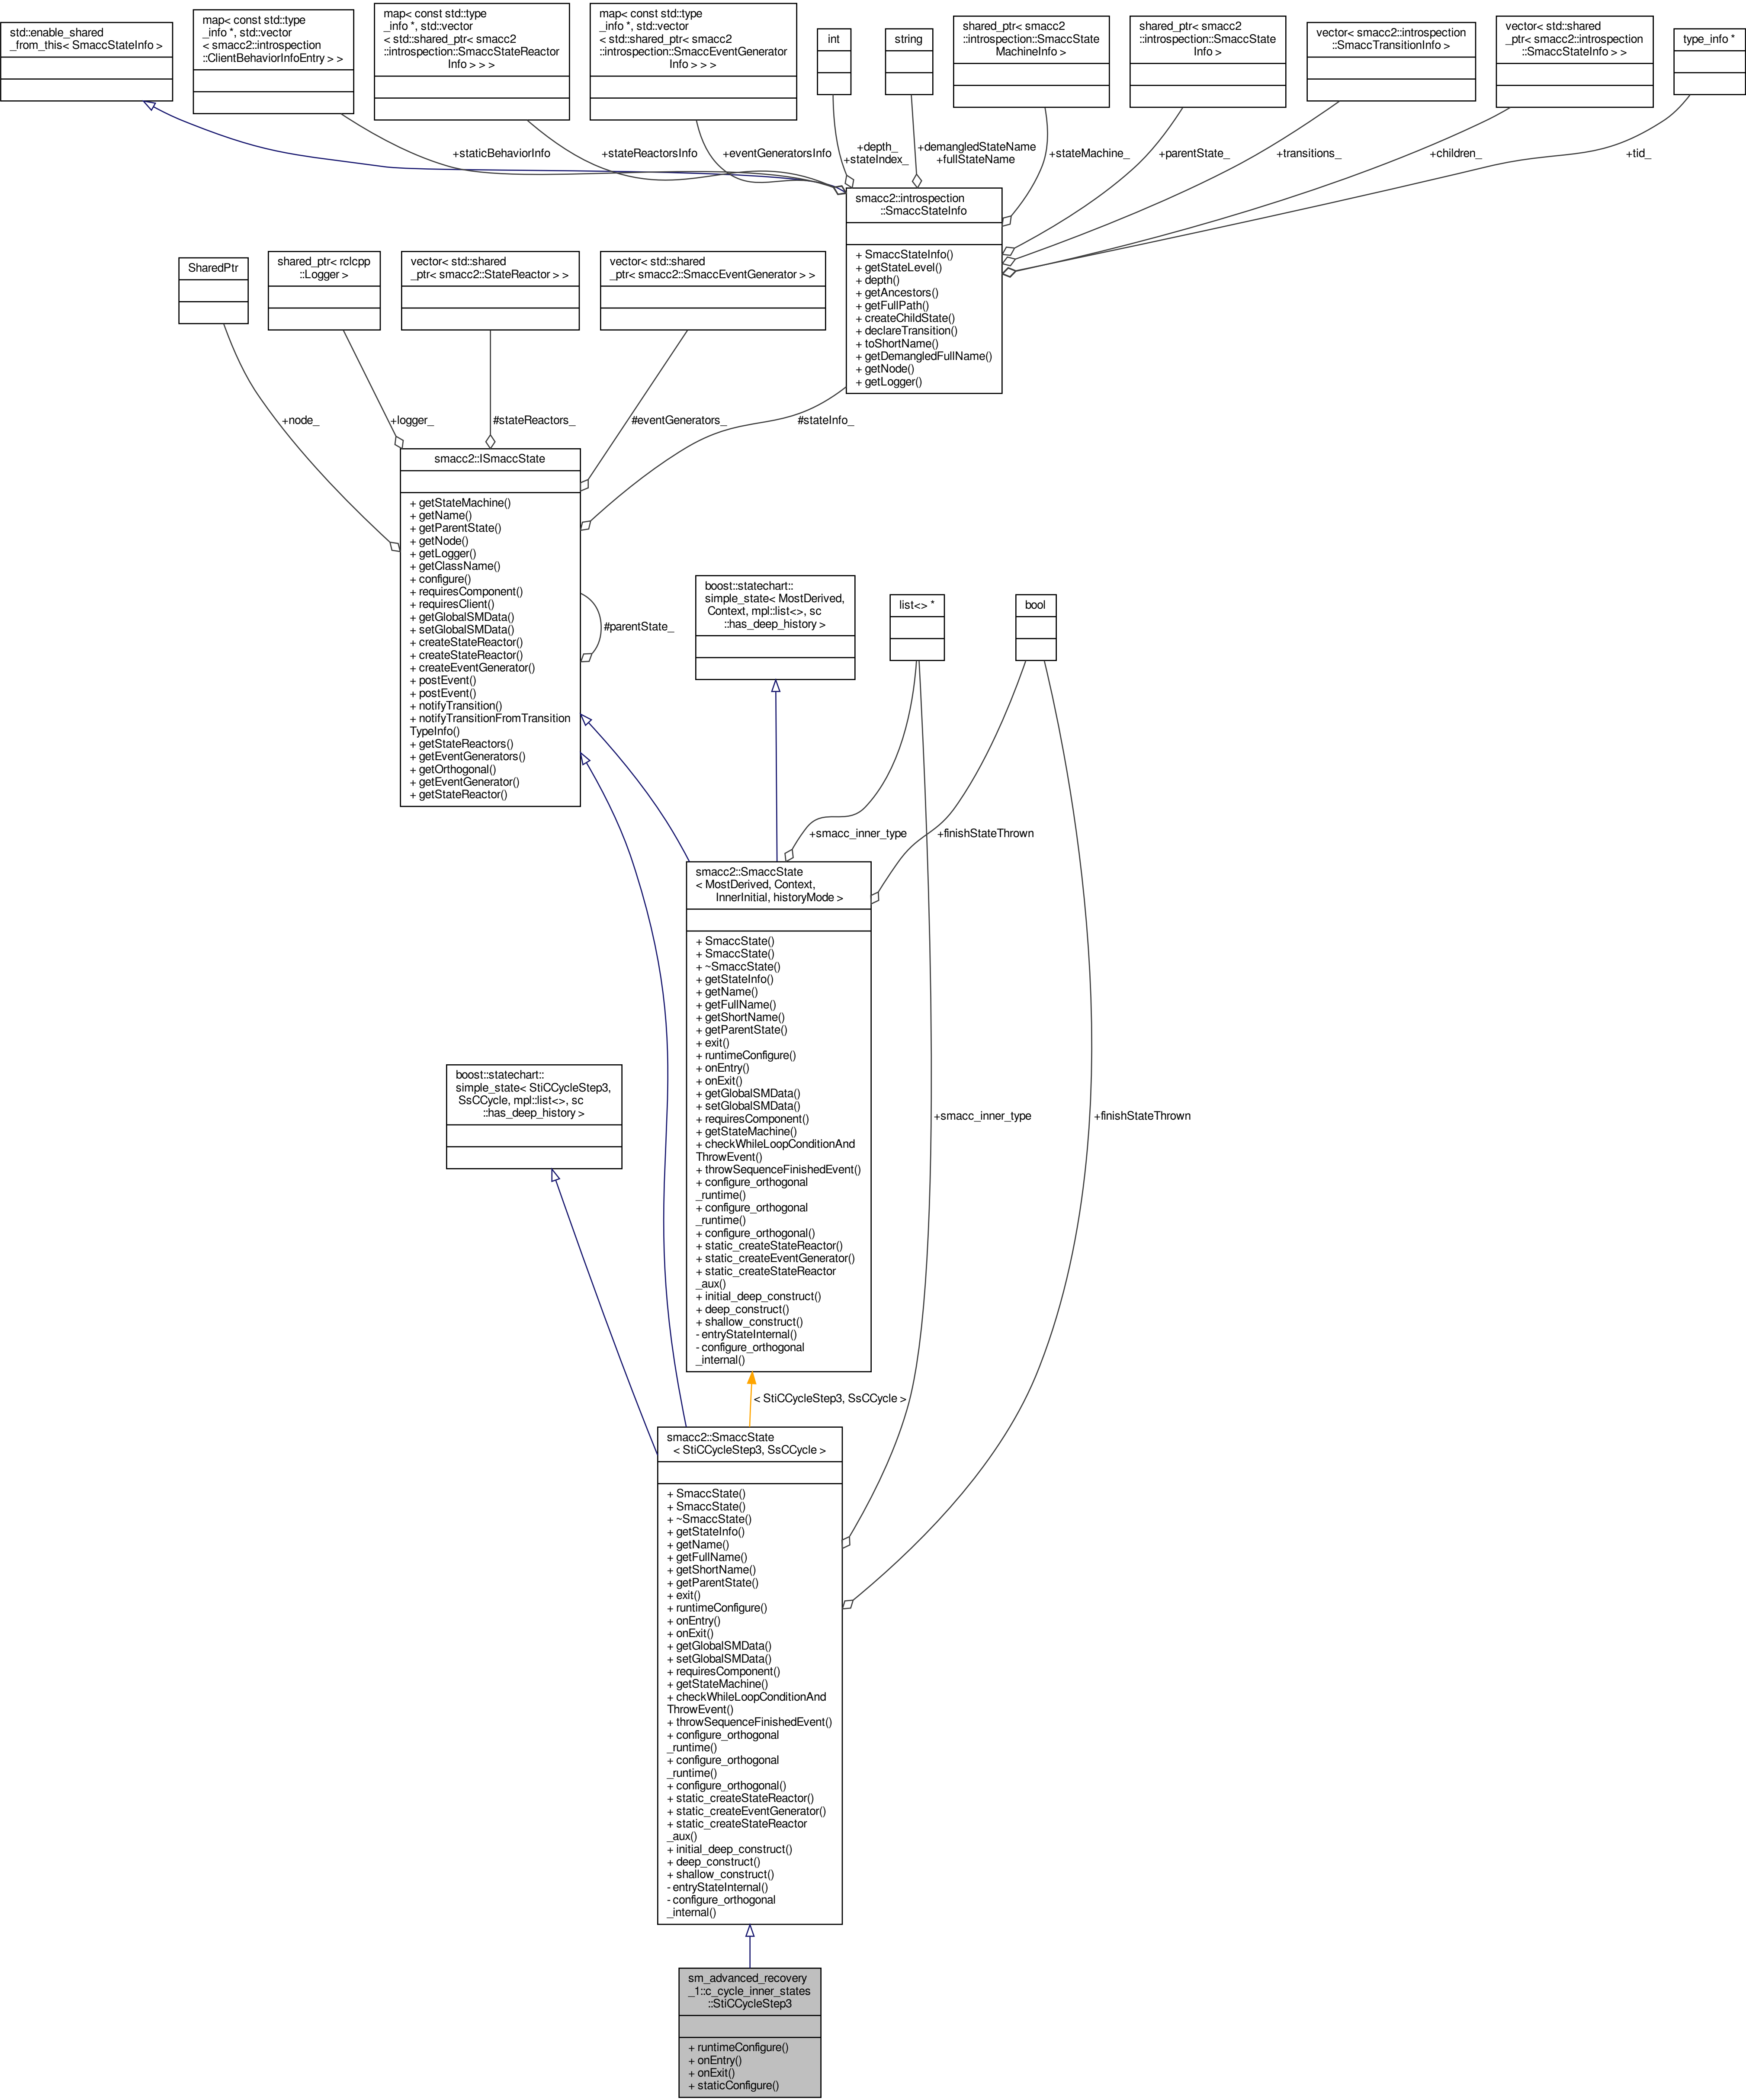 std::enable_shared
_from_this< SmaccStateInfo >
map< const std::type
_info *, std::vector
< smacc2::introspection
::ClientBehaviorInfoEntry > >
map< const std::type
_info *, std::vector
< std::shared_ptr< smacc2
::introspection::SmaccStateReactor
Info > > >
map< const std::type
_info *, std::vector
< std::shared_ptr< smacc2
::introspection::SmaccEventGenerator
Info > > >
int
string
shared_ptr< smacc2
::introspection::SmaccState
MachineInfo >
shared_ptr< smacc2
::introspection::SmaccState
Info >
vector< smacc2::introspection
::SmaccTransitionInfo >
vector< std::shared
_ptr< smacc2::introspection
::SmaccStateInfo > >
type_info *
+staticBehaviorInfo
+stateReactorsInfo
+eventGeneratorsInfo
+depth_
+stateIndex_
+demangledStateName
+fullStateName
+stateMachine_
+parentState_
+transitions_
+children_
+tid_
smacc2::introspection
::SmaccStateInfo
+ SmaccStateInfo()
+ getStateLevel()
+ depth()
+ getAncestors()
+ getFullPath()
+ createChildState()
+ declareTransition()
+ toShortName()
+ getDemangledFullName()
+ getNode()
+ getLogger()
SharedPtr
shared_ptr< rclcpp
::Logger >
vector< std::shared
_ptr< smacc2::StateReactor > >
vector< std::shared
_ptr< smacc2::SmaccEventGenerator > >
+node_
+logger_
#stateReactors_
#eventGenerators_
#stateInfo_
smacc2::ISmaccState
+ getStateMachine()
+ getName()
+ getParentState()
+ getNode()
+ getLogger()
+ getClassName()
+ configure()
+ requiresComponent()
+ requiresClient()
+ getGlobalSMData()
+ setGlobalSMData()
+ createStateReactor()
+ createStateReactor()
+ createEventGenerator()
+ postEvent()
+ postEvent()
+ notifyTransition()
+ notifyTransitionFromTransition
TypeInfo()
+ getStateReactors()
+ getEventGenerators()
+ getOrthogonal()
+ getEventGenerator()
+ getStateReactor()
#parentState_
boost::statechart::
simple_state< MostDerived,
Context, mpl::list<>, sc
::has_deep_history >
list<> *
bool
+smacc_inner_type
+finishStateThrown
smacc2::SmaccState
< MostDerived, Context,
InnerInitial, historyMode >
+ SmaccState()
+ SmaccState()
+ ~SmaccState()
+ getStateInfo()
+ getName()
+ getFullName()
+ getShortName()
+ getParentState()
+ exit()
+ runtimeConfigure()
+ onEntry()
+ onExit()
+ getGlobalSMData()
+ setGlobalSMData()
+ requiresComponent()
+ getStateMachine()
+ checkWhileLoopConditionAnd
ThrowEvent()
+ throwSequenceFinishedEvent()
+ configure_orthogonal
_runtime()
+ configure_orthogonal
_runtime()
+ configure_orthogonal()
+ static_createStateReactor()
+ static_createEventGenerator()
+ static_createStateReactor
_aux()
+ initial_deep_construct()
+ deep_construct()
+ shallow_construct()
- entryStateInternal()
- configure_orthogonal
_internal()
boost::statechart::
simple_state< StiCCycleStep3,
SsCCycle, mpl::list<>, sc
::has_deep_history >
+smacc_inner_type
+finishStateThrown
< StiCCycleStep3, SsCCycle >
smacc2::SmaccState
< StiCCycleStep3, SsCCycle >
+ SmaccState()
+ SmaccState()
+ ~SmaccState()
+ getStateInfo()
+ getName()
+ getFullName()
+ getShortName()
+ getParentState()
+ exit()
+ runtimeConfigure()
+ onEntry()
+ onExit()
+ getGlobalSMData()
+ setGlobalSMData()
+ requiresComponent()
+ getStateMachine()
+ checkWhileLoopConditionAnd
ThrowEvent()
+ throwSequenceFinishedEvent()
+ configure_orthogonal
_runtime()
+ configure_orthogonal
_runtime()
+ configure_orthogonal()
+ static_createStateReactor()
+ static_createEventGenerator()
+ static_createStateReactor
_aux()
+ initial_deep_construct()
+ deep_construct()
+ shallow_construct()
- entryStateInternal()
- configure_orthogonal
_internal()
sm_advanced_recovery
_1::c_cycle_inner_states
::StiCCycleStep3
+ runtimeConfigure()
+ onEntry()
+ onExit()
+ staticConfigure()